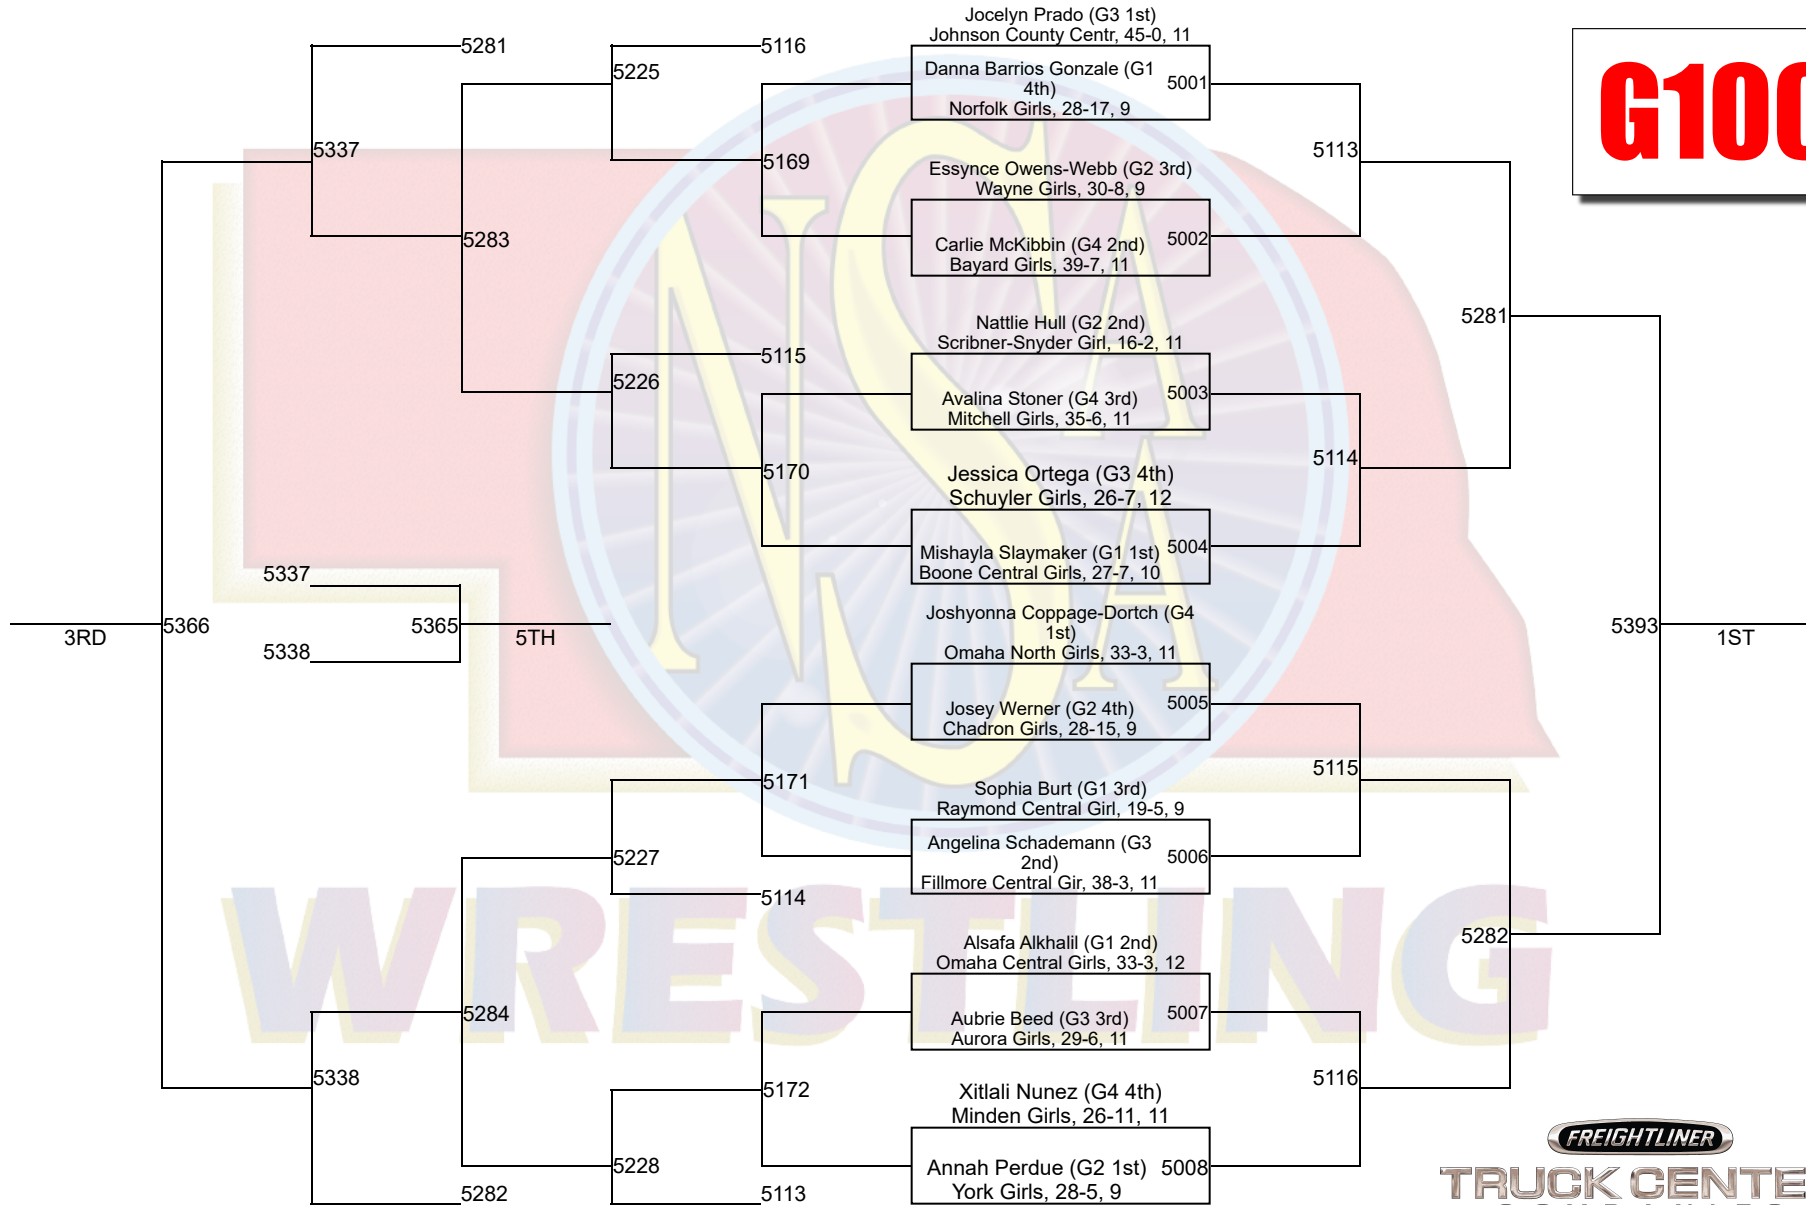 Jocelyn Prado (G3 1st)
Johnson County Centr, 45-0, 11
Danna Barrios Gonzale (G1
4th)
Norfolk Girls, 28-17, 9
5001
Essynce Owens-Webb (G2 3rd)
Wayne Girls, 30-8, 9
Carlie McKibbin (G4 2nd)
Bayard Girls, 39-7, 11
5002
Nattlie Hull (G2 2nd)
Scribner-Snyder Girl, 16-2, 11
Avalina Stoner (G4 3rd)
Mitchell Girls, 35-6, 11
5003
Jessica Ortega (G3 4th)
Schuyler Girls, 26-7, 12
Mishayla Slaymaker (G1 1st)
Boone Central Girls, 27-7, 10
5004
Joshyonna Coppage-Dortch (G4
1st)
Omaha North Girls, 33-3, 11
Josey Werner (G2 4th)
Chadron Girls, 28-15, 9
5005
Sophia Burt (G1 3rd)
Raymond Central Girl, 19-5, 9
Angelina Schademann (G3
2nd)
Fillmore Central Gir, 38-3, 11
5006
Alsafa Alkhalil (G1 2nd)
Omaha Central Girls, 33-3, 12
Aubrie Beed (G3 3rd)
Aurora Girls, 29-6, 11
5007
Xitlali Nunez (G4 4th)
Minden Girls, 26-11, 11
Annah Perdue (G2 1st)
York Girls, 28-5, 9
5008
5113
5114
5115
5116
5281
5282
5393
1ST
5116
5225
5169
5115
5226
5170
5171
5227
5114
5172
5228
5113
5281
5283
5284
5282
5337
5338
5337
5365
5TH
5338
5366
3RD
NSAA
WRESTLING
G100
FREIGHTLINER
TRUCK CENTE